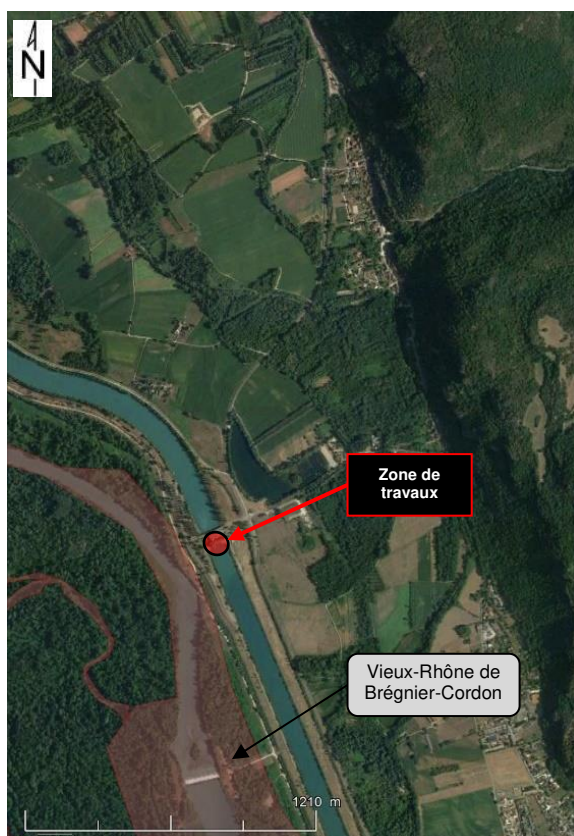 N
Zone de
travaux
Vieux-Rhône de
Brégnier-Cordon
1210 m